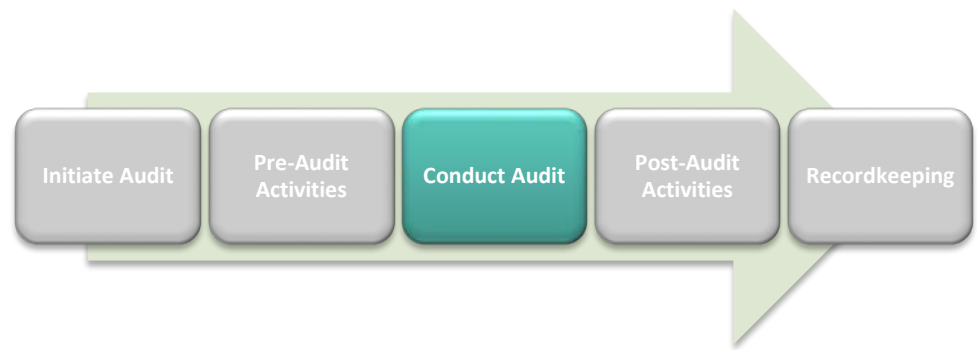 Initiate Audit
Pre-Audit
Activities
Conduct Audit
Post-Audit
Activities
Recordkeeping